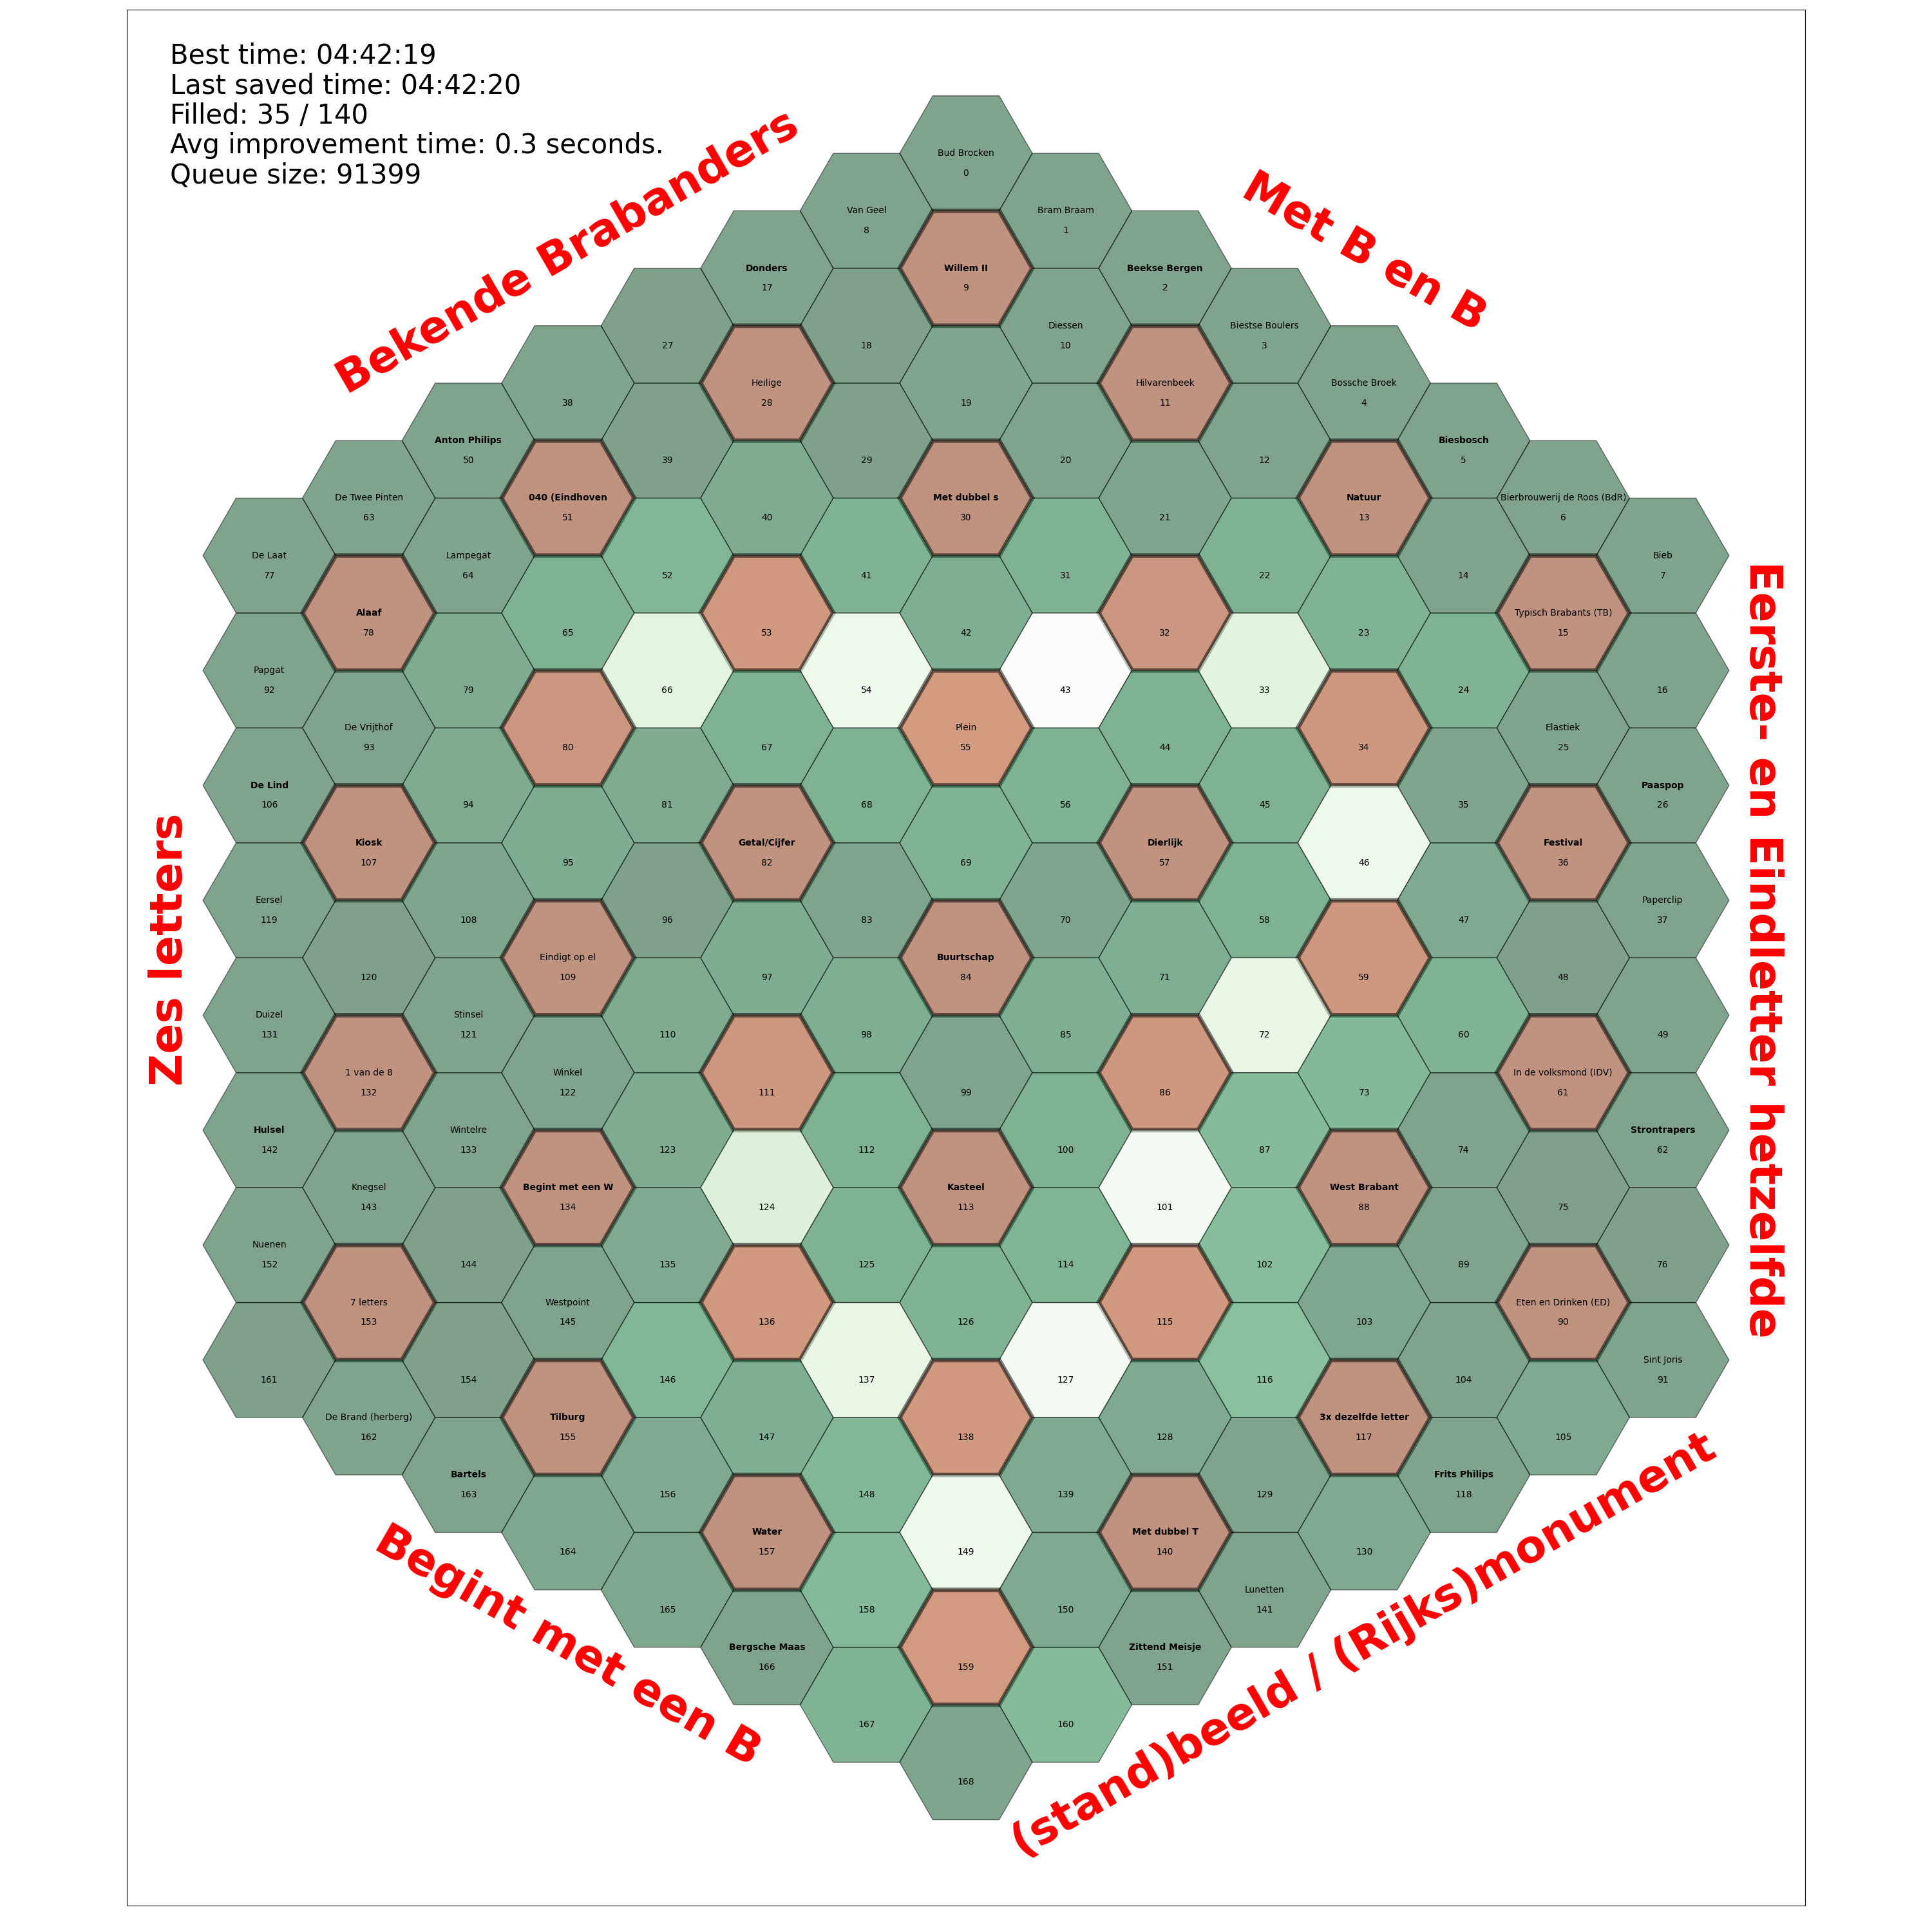 Best time: 04:42:19
Last saved time: 04:42:20
Filled: 35 / 140
Avg improvement time: 0.3 seconds.
Queue size: 91399
Bekende Brabanders
Met B en B
Eerste- en Eindletter hetzelfde
Zes letters
Begint met een B
(stand)beeld / (Rijks)monument
Bud Brocken
0
Van Geel
8
Bram Braam
1
Donders
17
Willem II
9
Beekse Bergen
2
27
18
Diessen
10
Biestse Boulers
3
38
Heilige
28
19
Hilvarenbeek
11
Bossche Broek
4
Anton Philips
50
39
29
20
12
Biesbosch
5
De Twee Pinten
63
040 (Eindhoven
51
40
Met dubbel s
30
21
Natuur
13
Bierbrouwerij de Roos (BdR)
6
De Laat
77
Lampegat
64
52
41
31
22
14
Bieb
7
Alaaf
78
65
53
42
32
23
Typisch Brabants (TB)
15
Papgat
92
79
66
54
43
33
24
16
De Vrijthof
93
80
67
Plein
55
44
34
Elastiek
25
De Lind
106
94
81
68
56
45
35
Paaspop
26
Kiosk
107
95
Getal/Cijfer
82
69
Dierlijk
57
46
Festival
36
Eersel
119
108
96
83
70
58
47
Paperclip
37
120
Eindigt op el
109
97
Buurtschap
84
71
59
48
Duizel
131
Stinsel
121
110
98
85
72
60
49
1 van de 8
132
Winkel
122
111
99
86
73
In de volksmond (IDV)
61
Hulsel
142
Wintelre
133
123
112
100
87
74
Strontrapers
62
Knegsel
143
Begint met een W
134
124
Kasteel
113
101
West Brabant
88
75
Nuenen
152
144
135
125
114
102
89
76
7 letters
153
Westpoint
145
136
126
115
103
Eten en Drinken (ED)
90
161
154
146
137
127
116
104
Sint Joris
91
De Brand (herberg)
162
Tilburg
155
147
138
128
3x dezelfde letter
117
105
Bartels
163
156
148
139
129
Frits Philips
118
164
Water
157
149
Met dubbel T
140
130
165
158
150
Lunetten
141
Bergsche Maas
166
159
Zittend Meisje
151
167
160
168